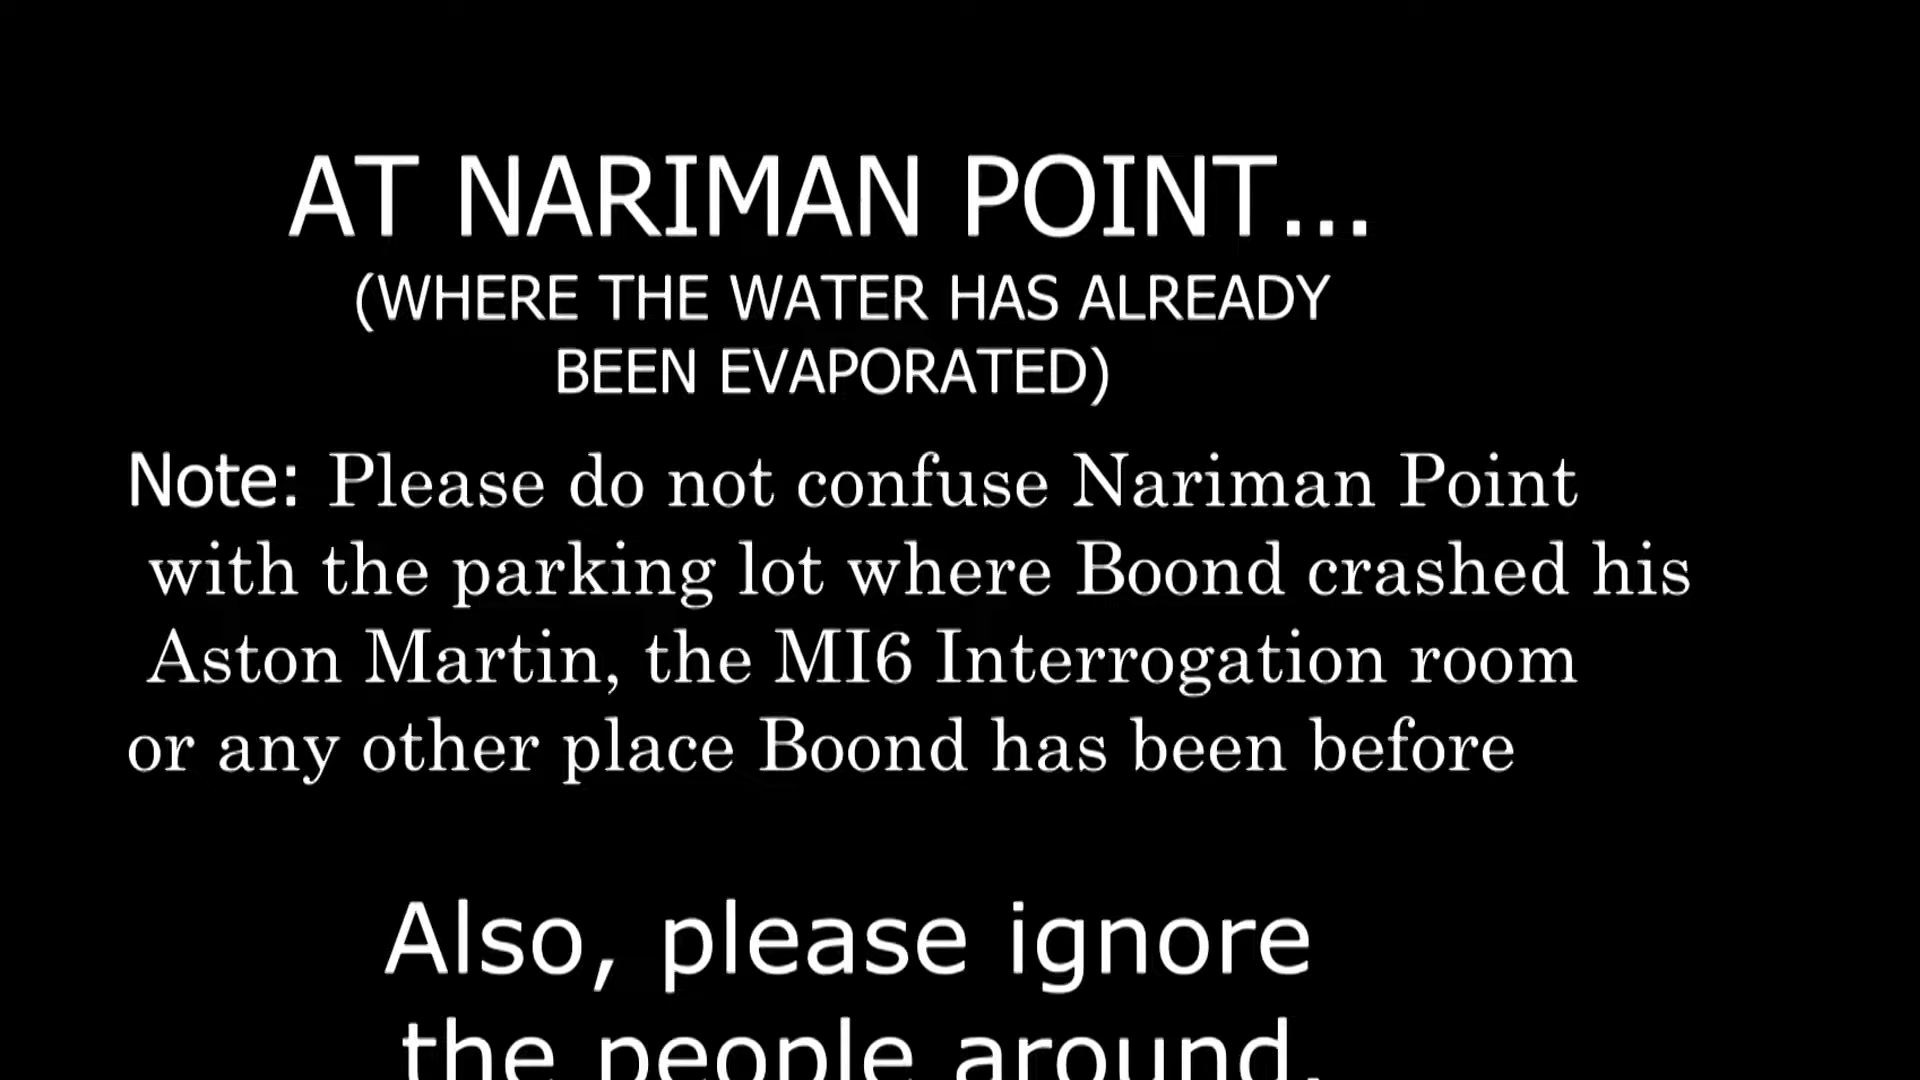 AT NARIMAN POINT...
(WHERE THE WATER HAS ALREADY
BEEN EVAPORATED)
Note: Please do not confuse Nariman Point
with the parking lot where Boond crashed his
Aston Martin, the MI6 Interrogation room
or any other place Boond has been before
Also, please ignore
the people around.